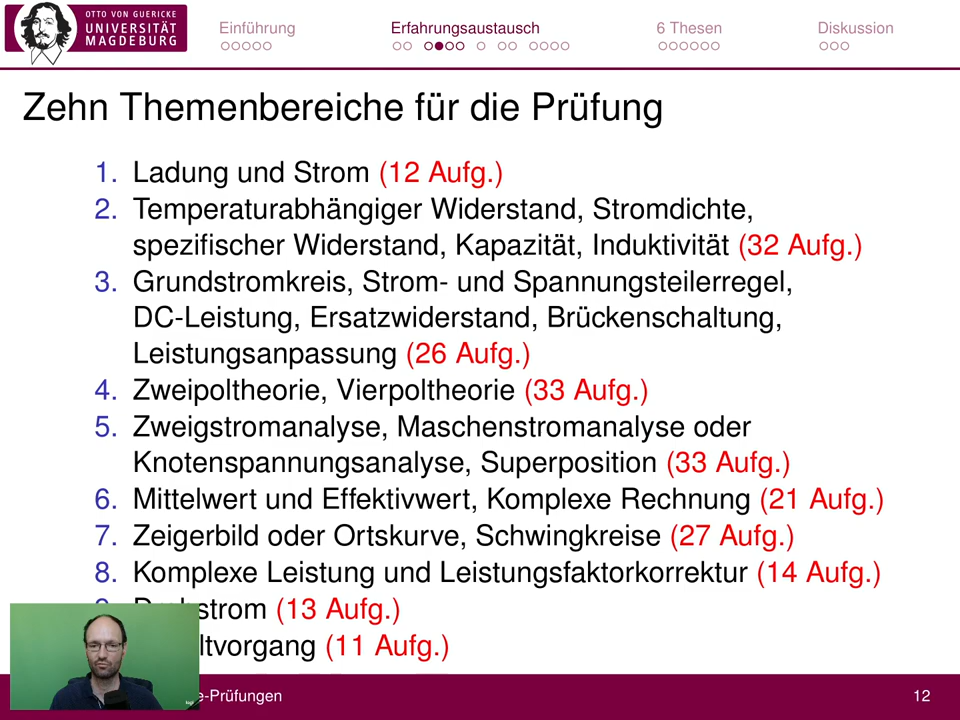 OTTO VON GUERICKE
UNIVERSITÄT
MAGDEBURG
Einführung
Erfahrungsaustausch
6 Thesen
Diskussion
Zehn Themenbereiche für die Prüfung
1. Ladung und Strom (12 Aufg.)
2. Temperaturabhängiger Widerstand, Stromdichte,
spezifischer Widerstand, Kapazität, Induktivität (32 Aufg.)
3. Grundstromkreis, Strom- und Spannungsteilerregel,
DC-Leistung, Ersatzwiderstand, Brückenschaltung,
Leistungsanpassung (26 Aufg.)
4. Zweipoltheorie, Vierpoltheorie (33 Aufg.)
5. Zweigstromanalyse, Maschenstromanalyse oder
Knotenspannungsanalyse, Superposition (33 Aufg.)
6. Mittelwert und Effektivwert, Komplexe Rechnung (21 Aufg.)
7. Zeigerbild oder Ortskurve, Schwingkreise (27 Aufg.)
8. Komplexe Leistung und Leistungsfaktorkorrektur (14 Aufg.)
strom (13 Aufg.)
ltvorgang (11 Aufg.)
e-Prüfungen
12